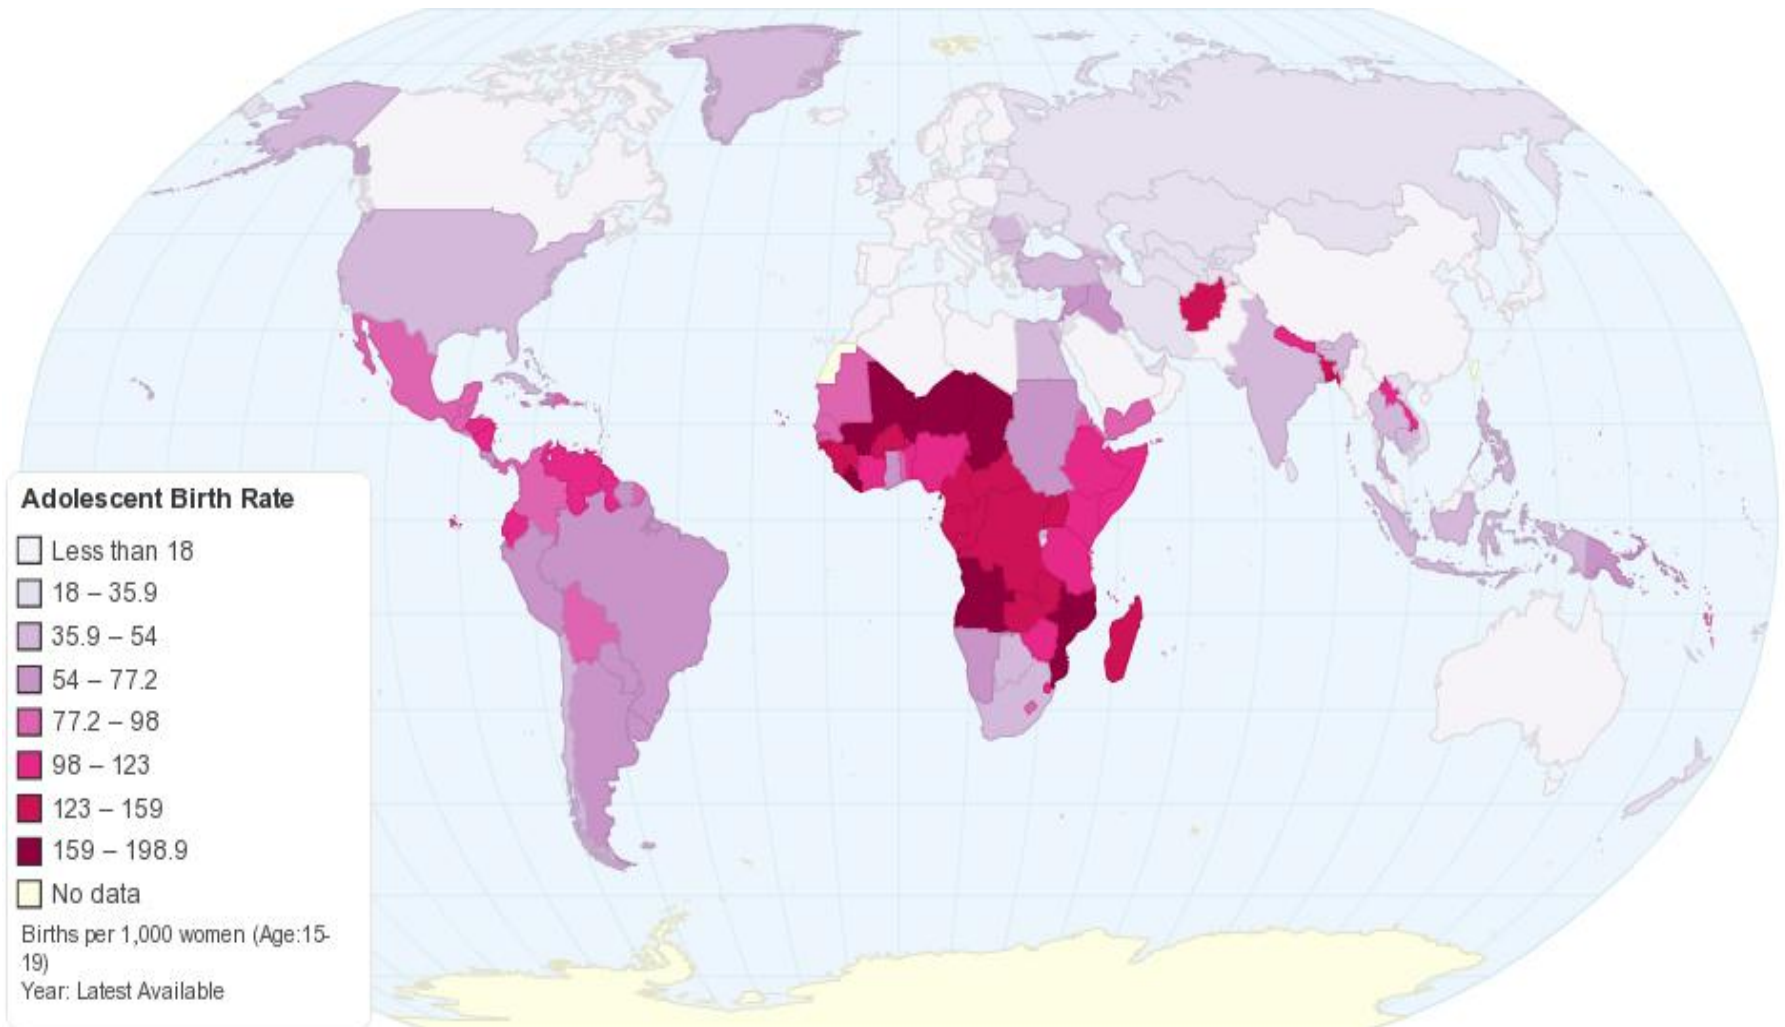 Adolescent Birth Rate
Less than 18
18 – 35.9
35.9 – 54
54 – 77.2
77.2 – 98
98 – 123
123 – 159
159 – 198.9
No data
Births per 1,000 women (Age:15-
19)
Year: Latest Available